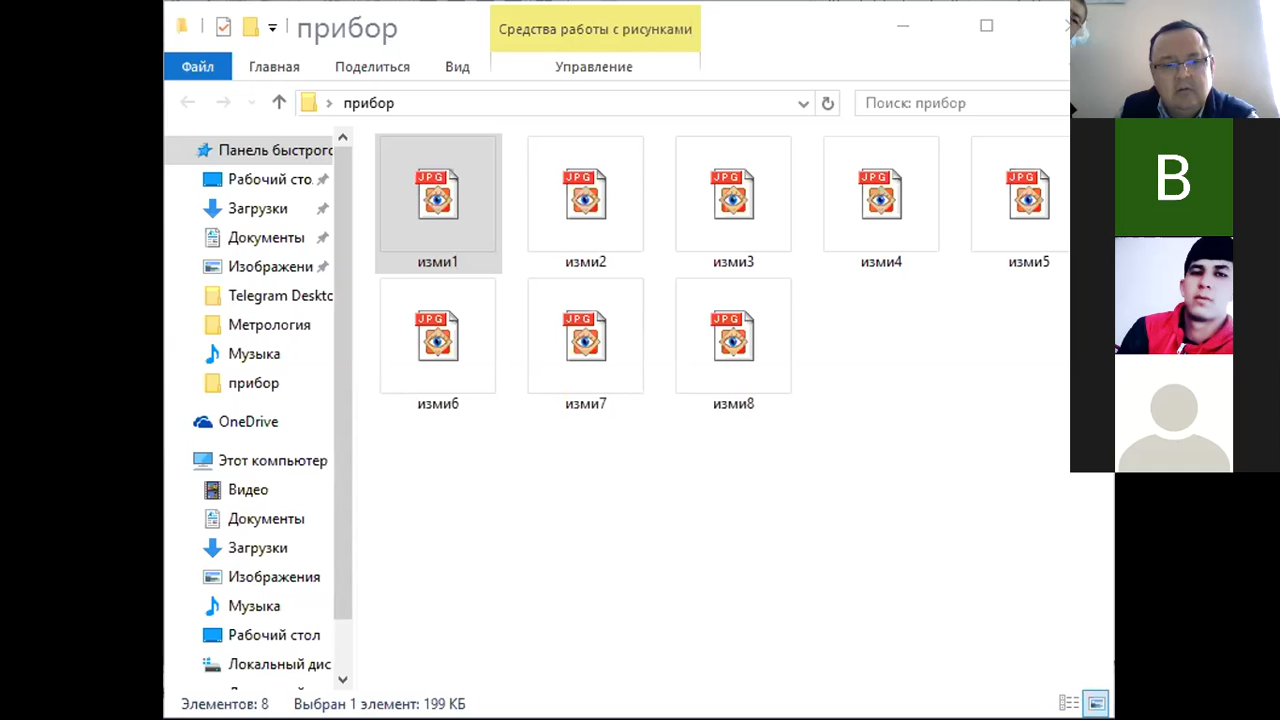 прибор
Средства работы с рисунками
Файл
Главная
Поделиться
Вид
Управление
прибор
Поиск: прибор
Панель быстрого
Рабочий сто.
Загрузки
Документы
Изображени
Telegram Deskto
Метрология
Музыка
прибор
OneDrive
Этот компьютер
Видео
Документы
Загрузки
Изображения
Музыка
Рабочий стол
Локальный дис
JPG
JPG
JPG
JPG
JPG
изми1
изми2
изми3
изми4
изми5
JPG
JPG
JPG
изми6
изми7
изми8
Элементов: 8
Выбран 1 элемент: 199 КБ
B